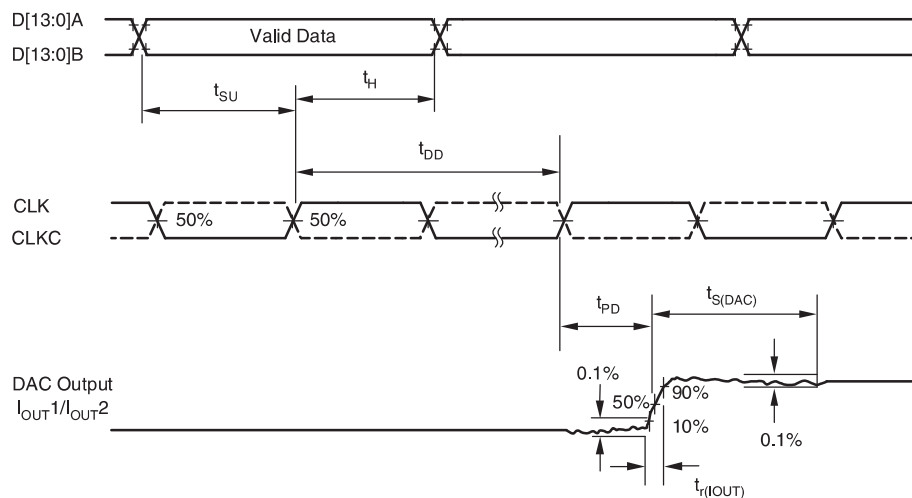 D[13:0]A
Valid Data
D[13:0]B
tSU
tH
tDD
CLK
50%
50%
CLKC
tPD
tS(DAC)
DAC Output
IOUT1/IOUT2
0.1%
50%
90%
10%
0.1%
tr(IOUT)